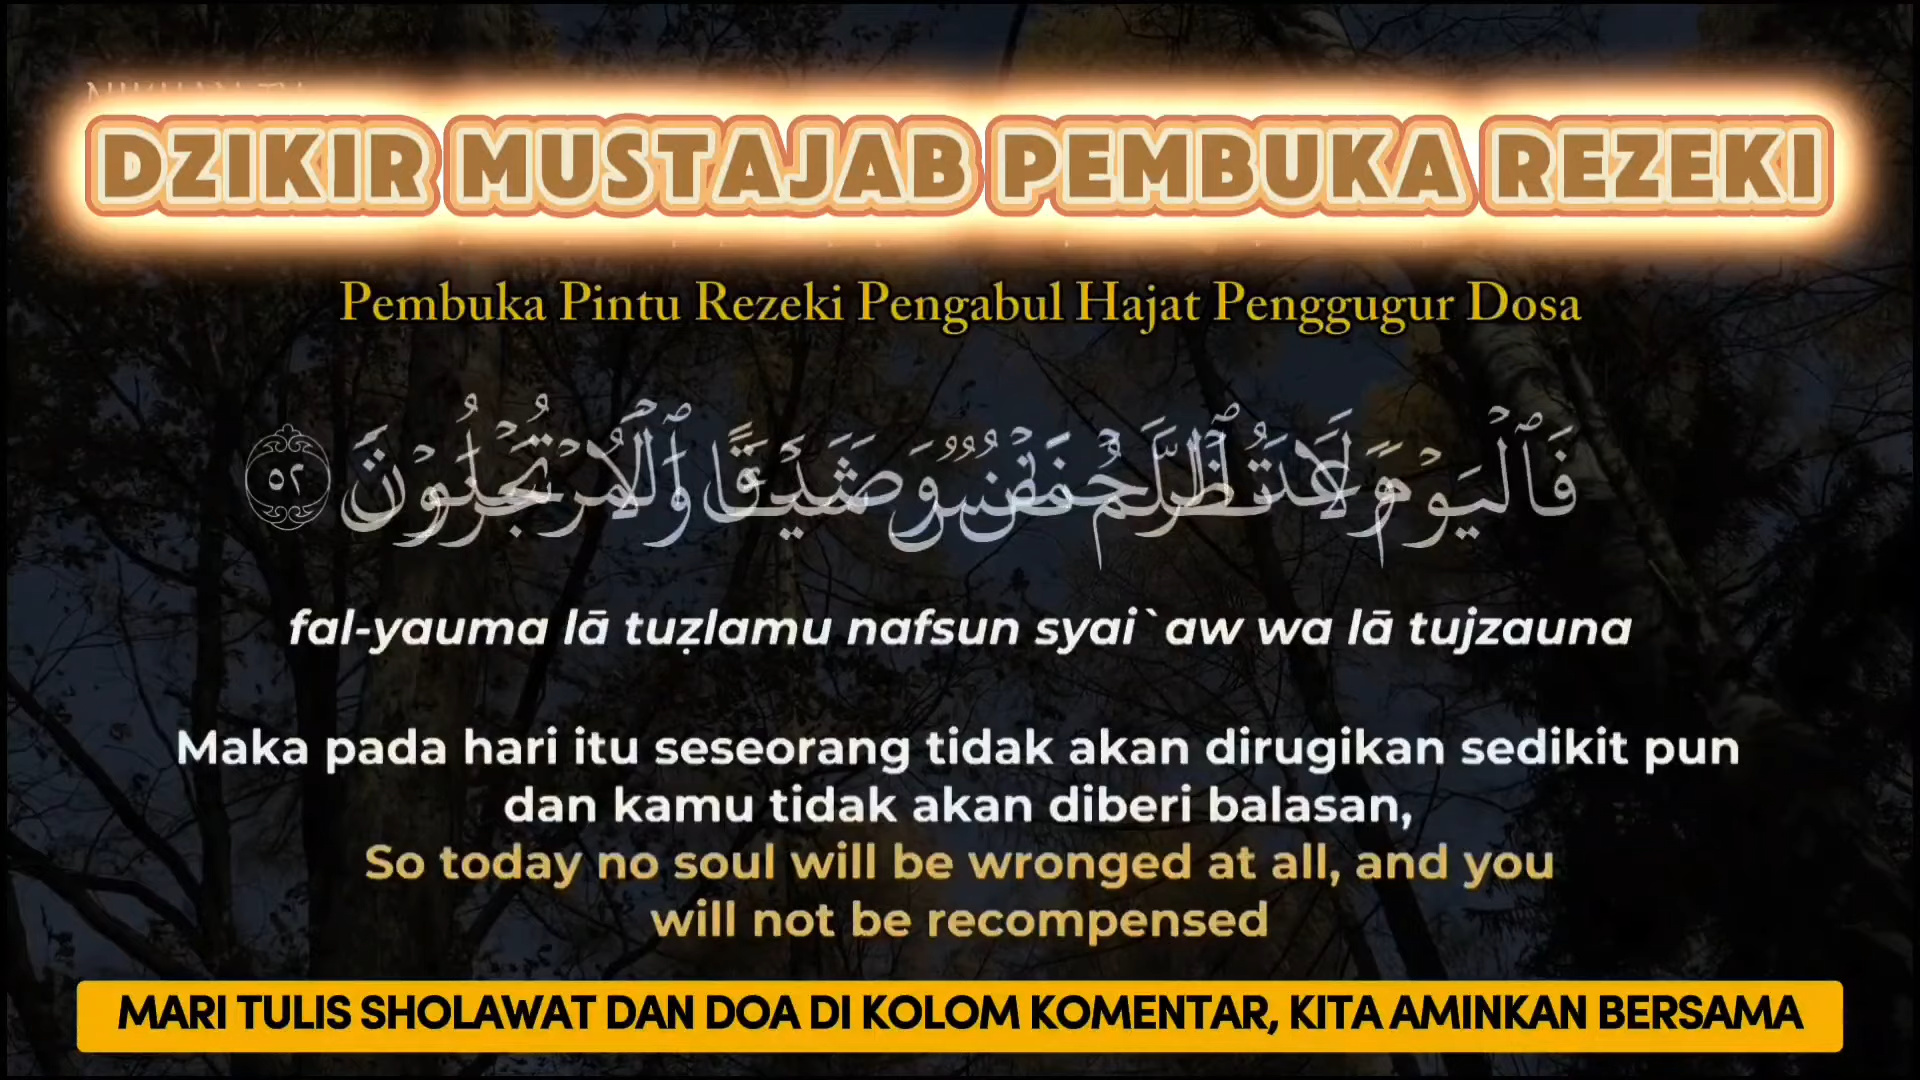 DZIKIR MUSTAJAB PEMBUKA REZEKI
Pembuka Pintu Rezeki Pengabul Hajat Penggugur Dosa
٥٢
fal-yauma lā tuẓlamu nafsun syai`aw wa lā tujzauna
Maka pada hari itu seseorang tidak akan dirugikan sedikit pun
dan kamu tidak akan diberi balasan,
So today no soul will be wronged at all, and you
will not be recompensed
MARI TULIS SHOLAWAT DAN DOA DI KOLOM KOMENTAR, KITA AMINKAN BERSAMA